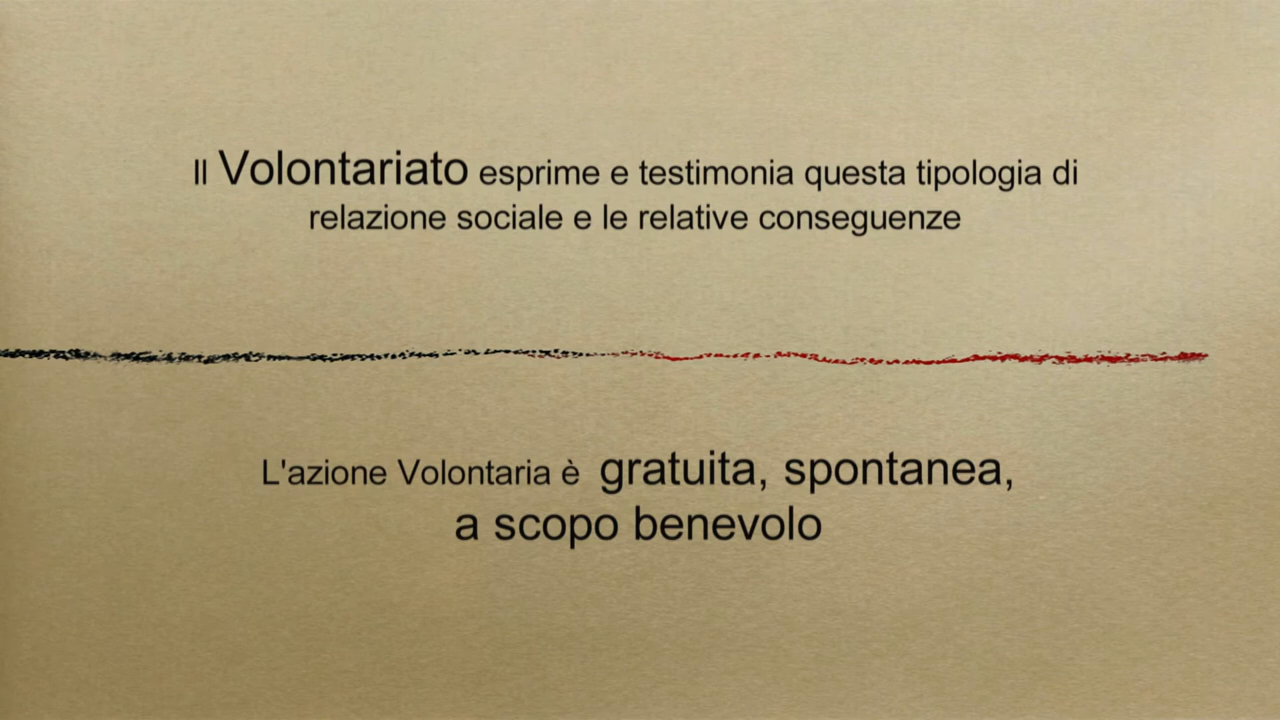 Il Volontariato esprime e testimonia questa tipologia di
relazione sociale e le relative conseguenze
L'azione Volontaria è gratuita, spontanea,
a scopo benevolo